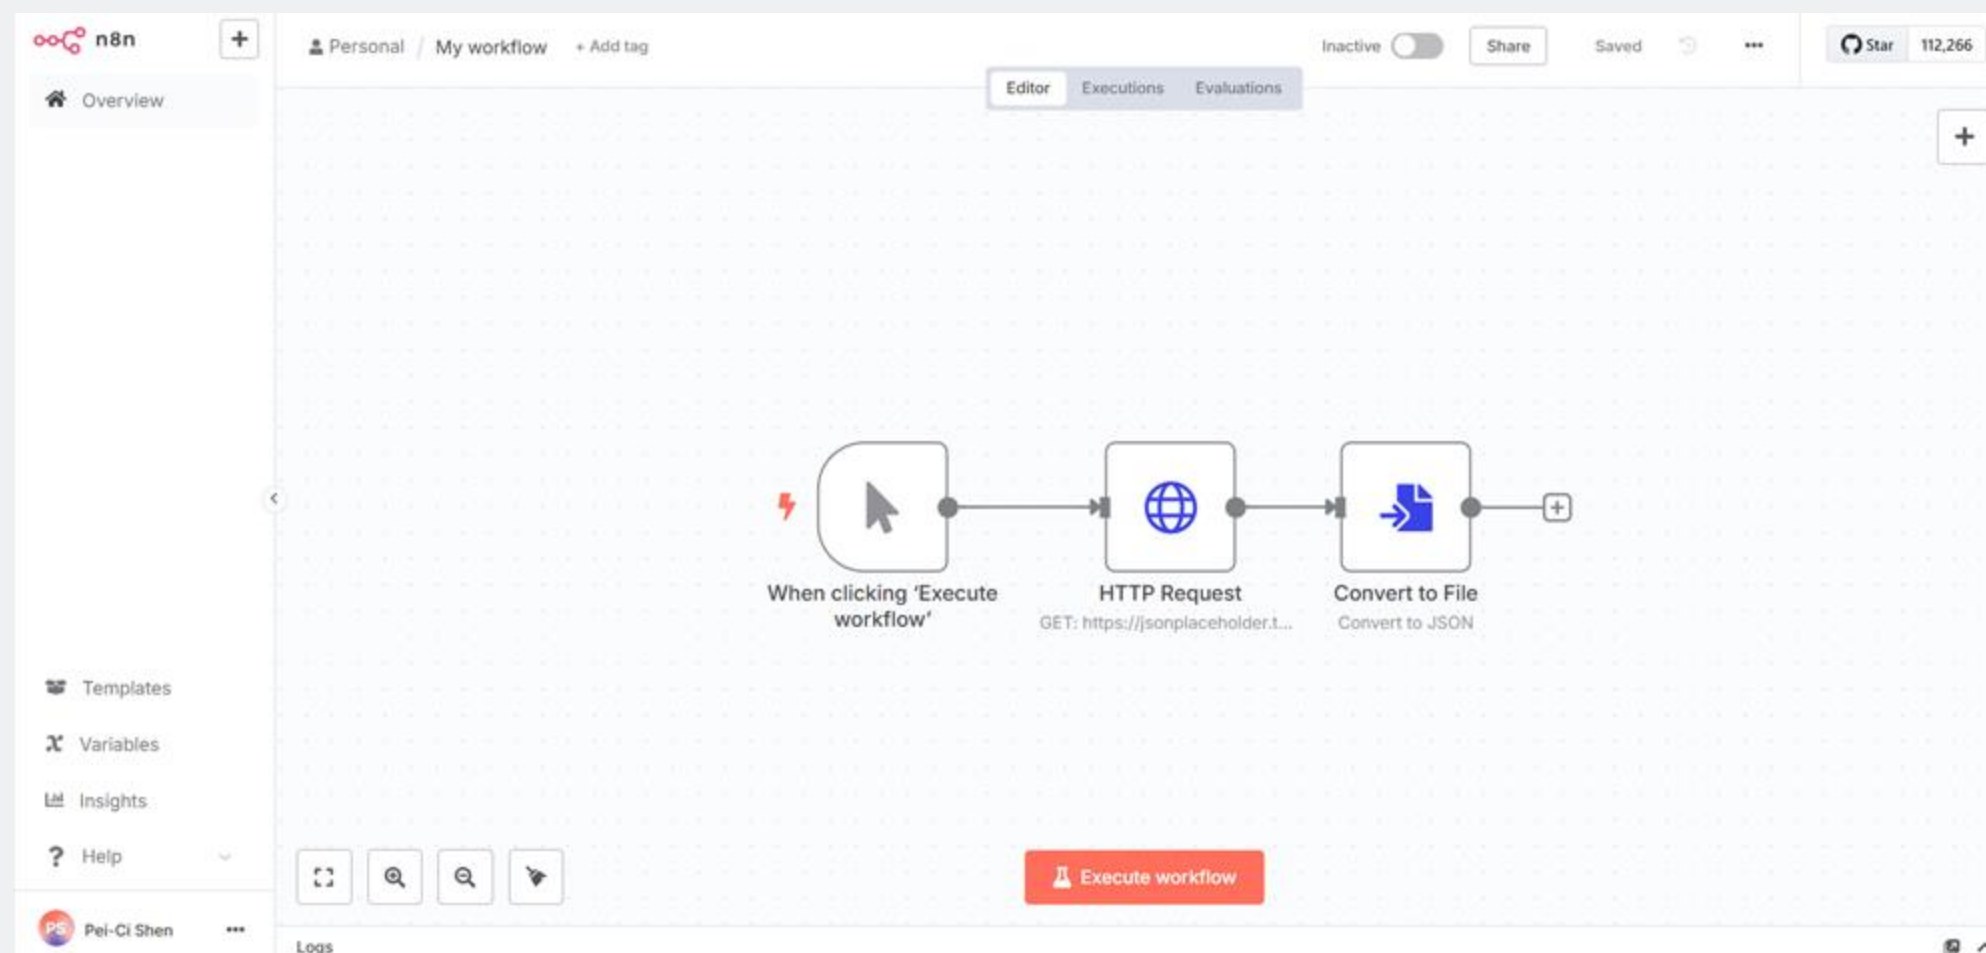 n8n
Personal / My workflow + Add tag
Inactive
Share
Saved
Star 112,266
Editor Executions Evaluations
Overview
When clicking ‘Execute
workflow’
HTTP Request
GET: https://jsonplaceholder.t...
Convert to File
Convert to JSON
Templates
Variables
Insights
Help
Execute workflow
PS
Pei-Ci Shen
Logs